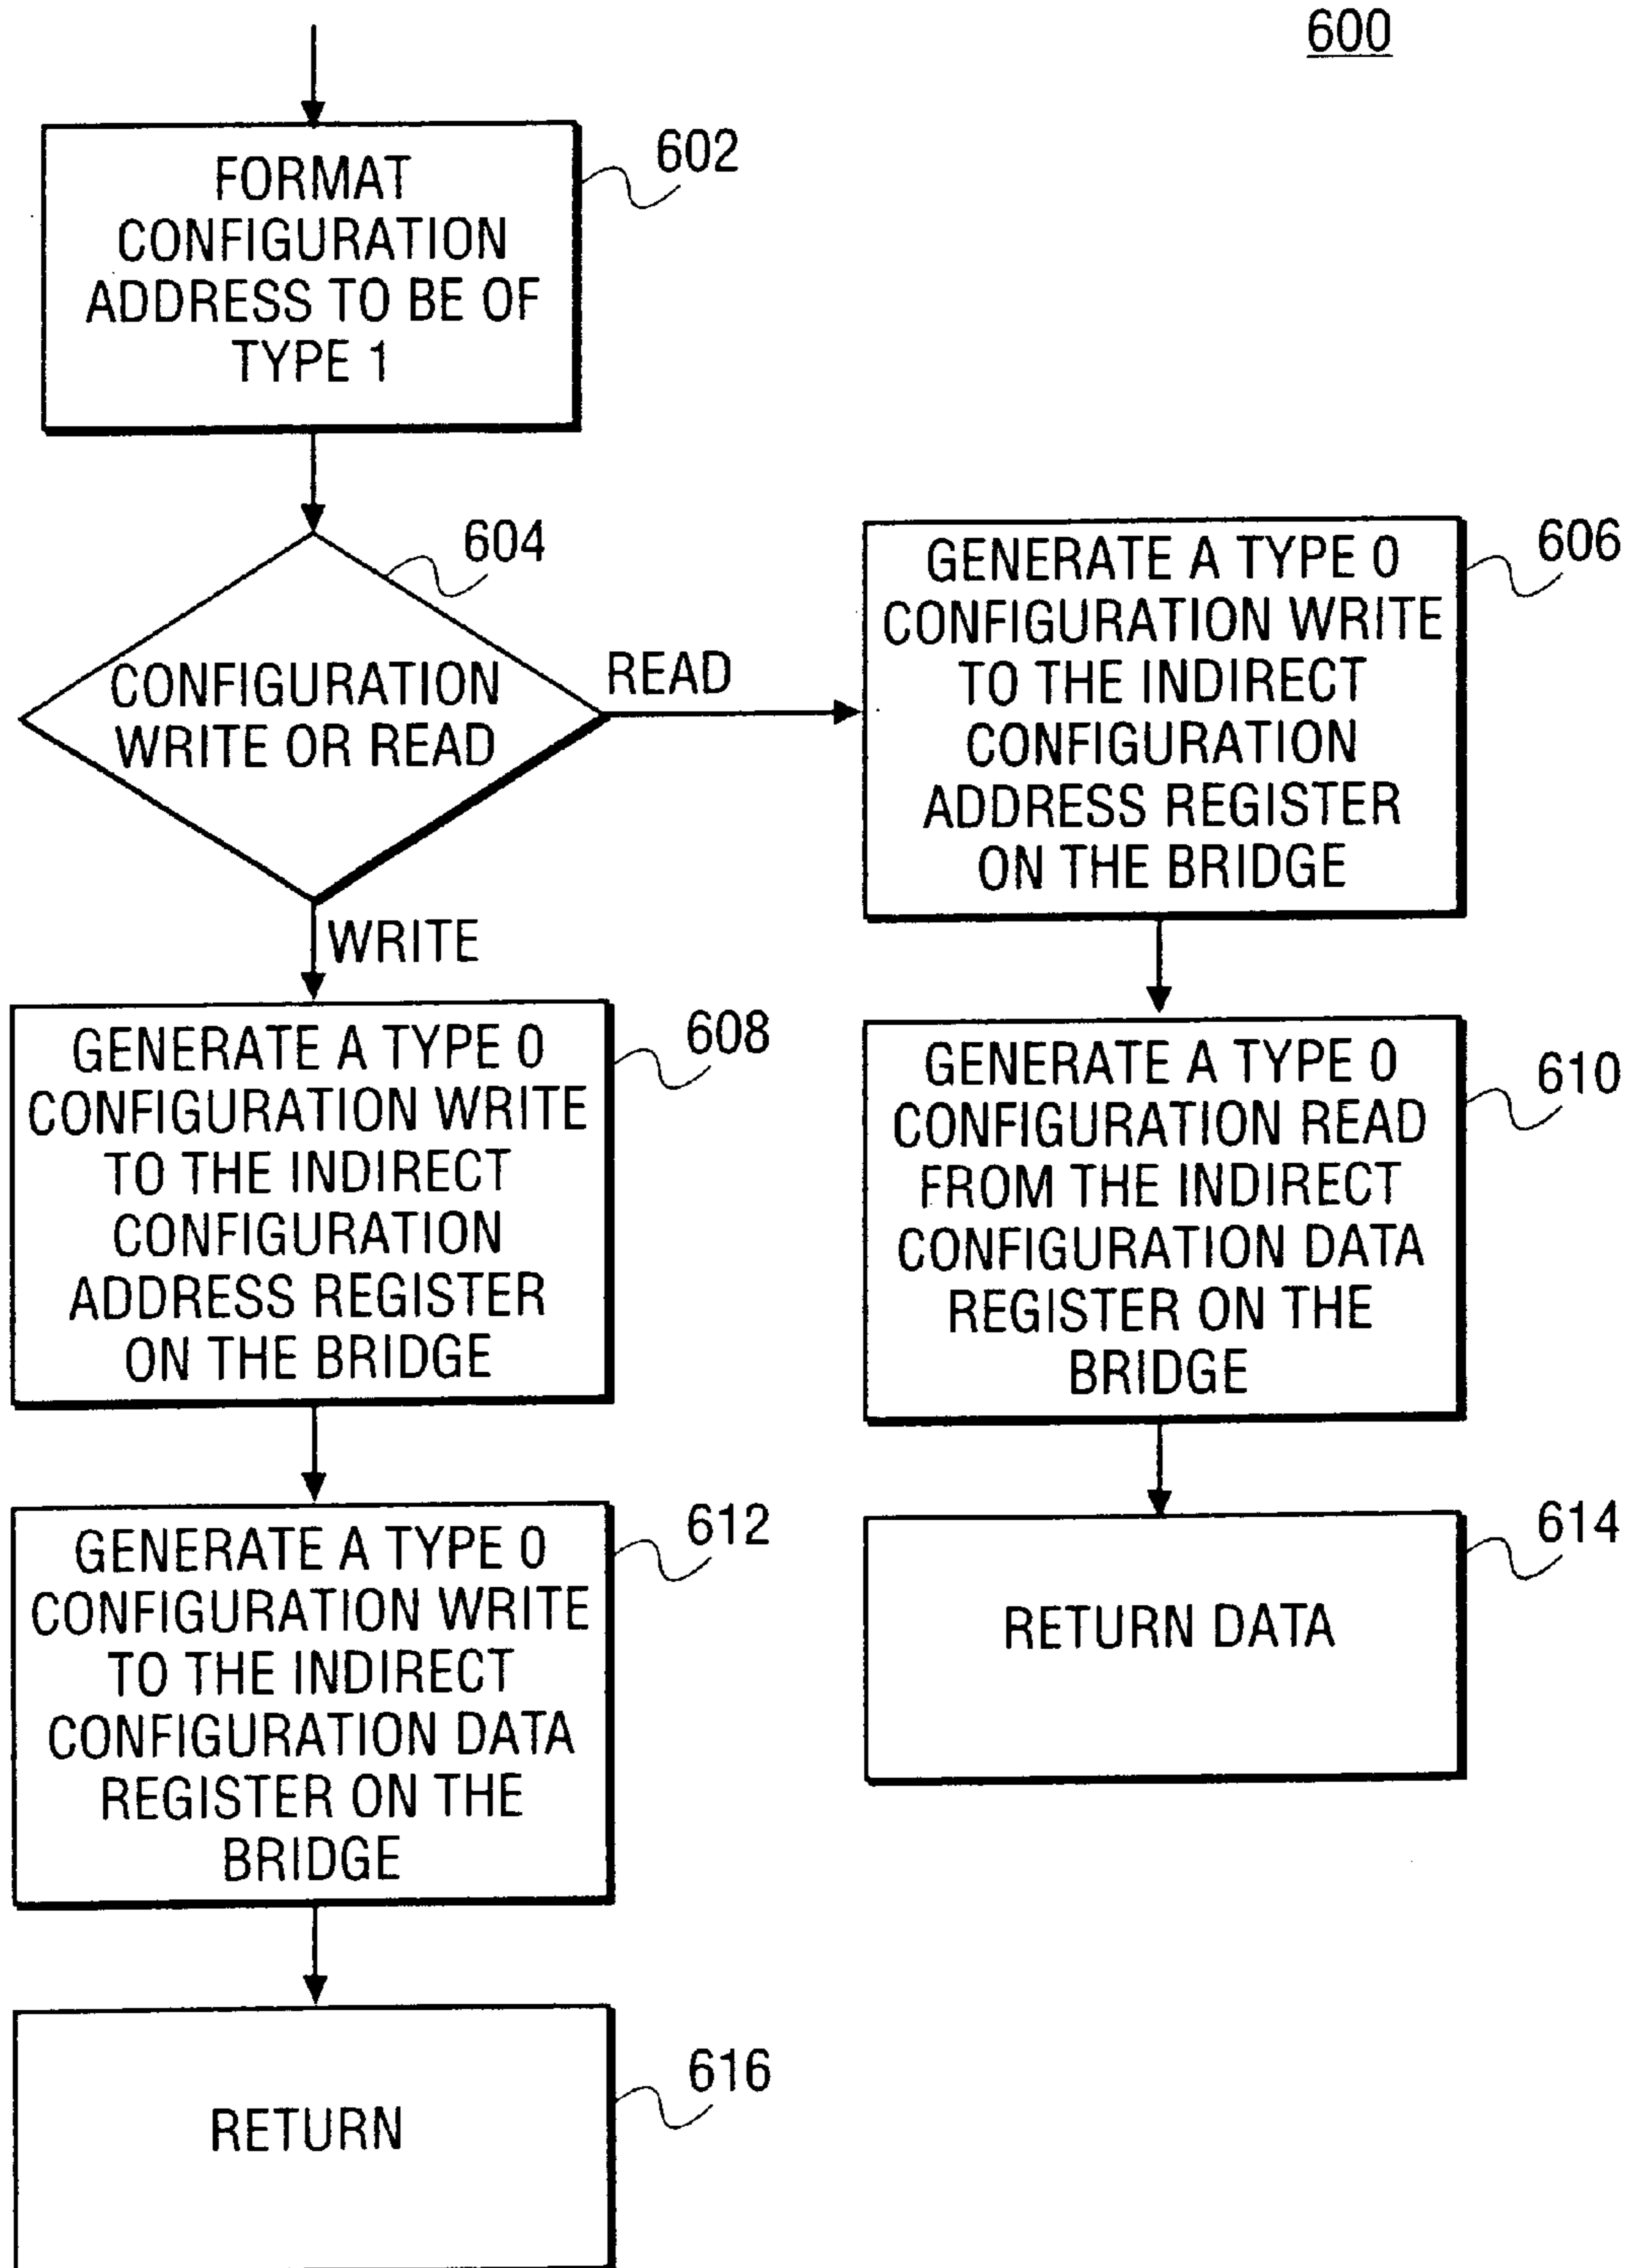 600
FORMAT
CONFIGURATION
ADDRESS TO BE OF
TYPE 1
602
CONFIGURATION
WRITE OR READ
604
READ
WRITE
GENERATE A TYPE 0
CONFIGURATION WRITE
TO THE INDIRECT
CONFIGURATION
ADDRESS REGISTER
ON THE BRIDGE
606
GENERATE A TYPE 0
CONFIGURATION WRITE
TO THE INDIRECT
CONFIGURATION
ADDRESS REGISTER
ON THE BRIDGE
608
GENERATE A TYPE 0
CONFIGURATION READ
FROM THE INDIRECT
CONFIGURATION DATA
REGISTER ON THE
BRIDGE
610
GENERATE A TYPE 0
CONFIGURATION WRITE
TO THE INDIRECT
CONFIGURATION DATA
REGISTER ON THE
BRIDGE
612
RETURN DATA
614
RETURN
616